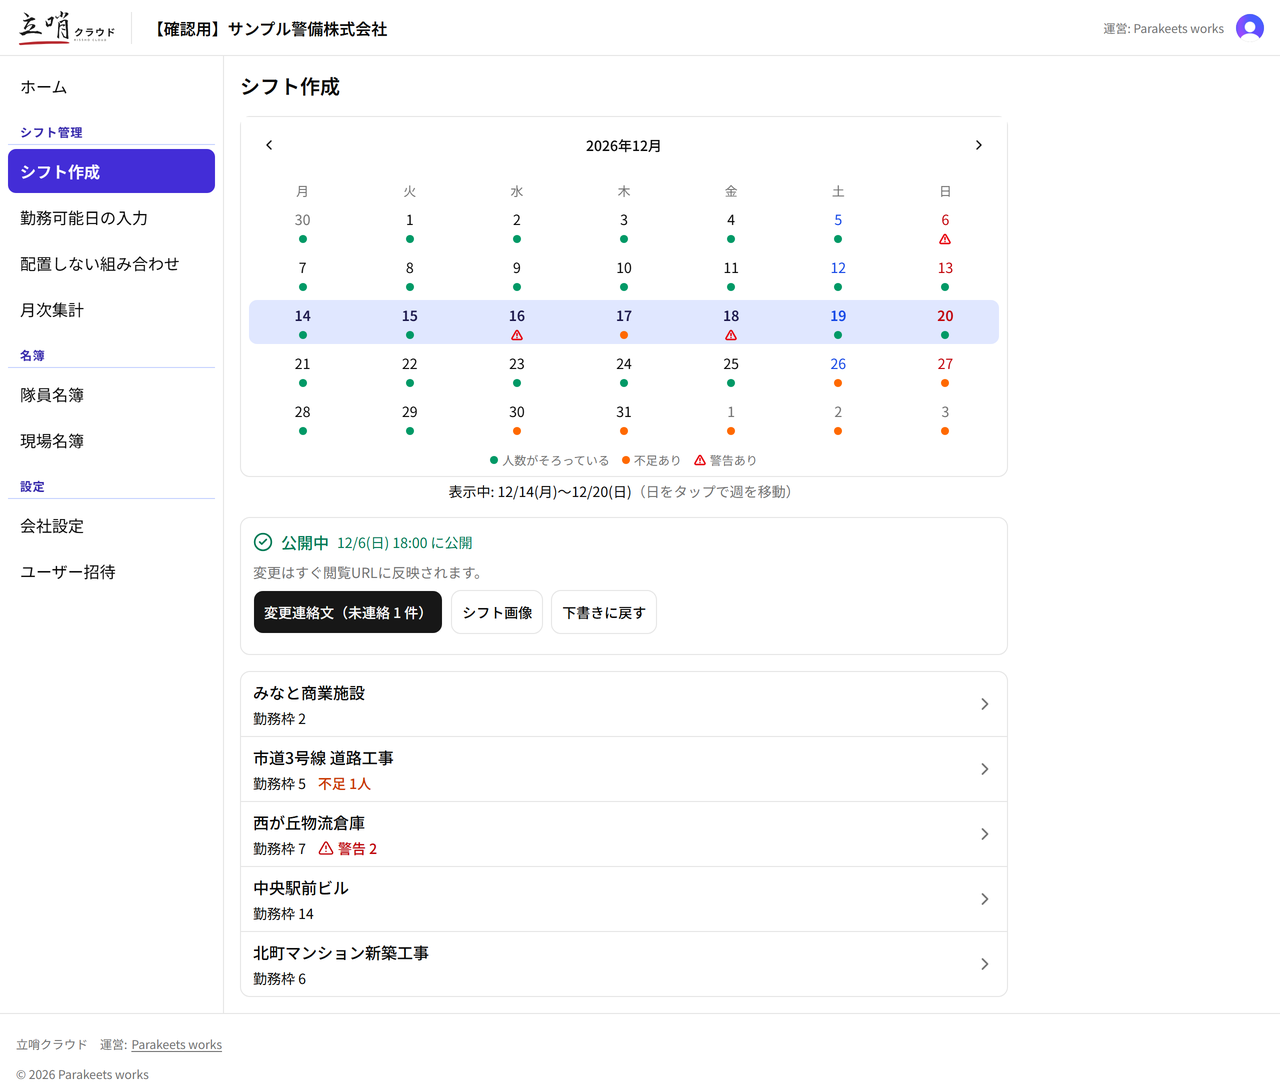 立哨クラウド
【確認用】サンプル警備株式会社
運営: Parakeets works
ホーム
シフト管理
シフト作成
勤務可能日の入力
配置しない組み合わせ
月次集計
名簿
隊員名簿
現場名簿
設定
会社設定
ユーザー招待
シフト作成
2026年12月
月 火 水 木 金 土 日
30 1 2 3 4 5 6
7 8 9 10 11 12 13
14 15 16 17 18 19 20
21 22 23 24 25 26 27
28 29 30 31 1 2 3
人数がそろっている 不足あり 警告あり
表示中: 12/14(月)〜12/20(日)（日をタップで週を移動）
公開中 12/6(日) 18:00 に公開
変更はすぐ閲覧URLに反映されます。
変更連絡文（未連絡 1 件） シフト画像 下書きに戻す
みなと商業施設
勤務枠 2
市道3号線 道路工事
勤務枠 5 不足 1人
西が丘物流倉庫
勤務枠 7 警告 2
中央駅前ビル
勤務枠 14
北町マンション新築工事
勤務枠 6
立哨クラウド 運営: Parakeets works
© 2026 Parakeets works